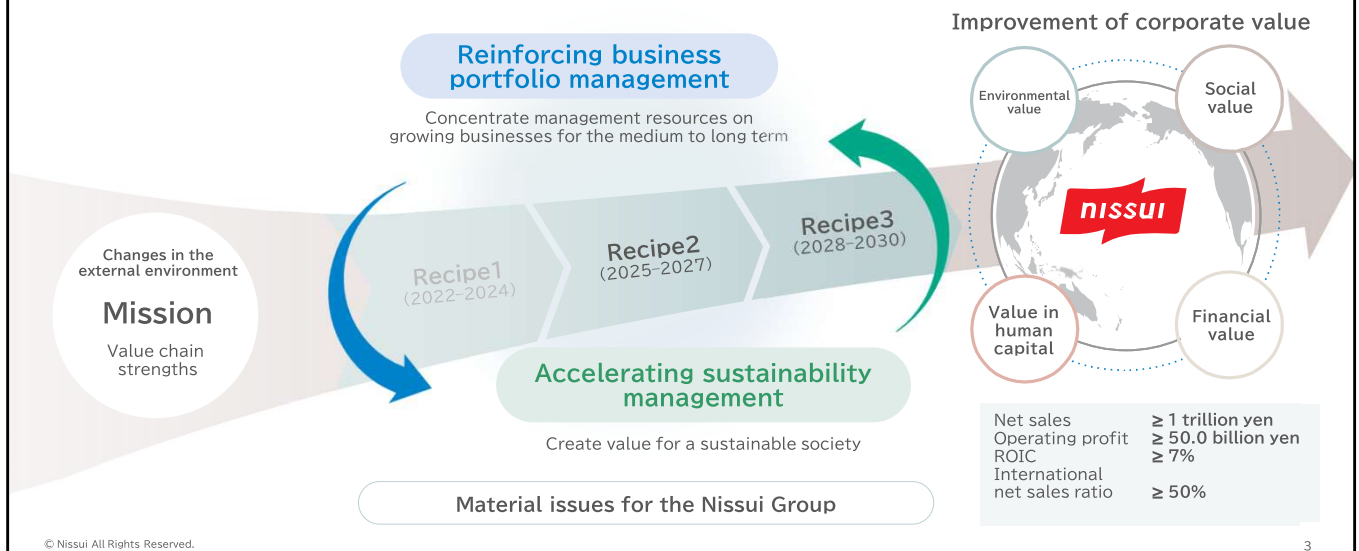 Improvement of corporate value
Reinforcing business
portfolio management
Concentrate management resources on
growing businesses for the medium to long term
Environmental
value
Social
value
nissui
Changes in the
external environment
Mission
Value chain
strengths
Recipe1
(2022–2024)
Recipe2
(2025–2027)
Recipe3
(2028–2030)
Value in
human
capital
Financial
value
Accelerating sustainability
management
Create value for a sustainable society
Net sales ≥ 1 trillion yen
Operating profit ≥ 50.0 billion yen
ROIC ≥ 7%
International
net sales ratio ≥ 50%
Material issues for the Nissui Group
© Nissui All Rights Reserved.
3